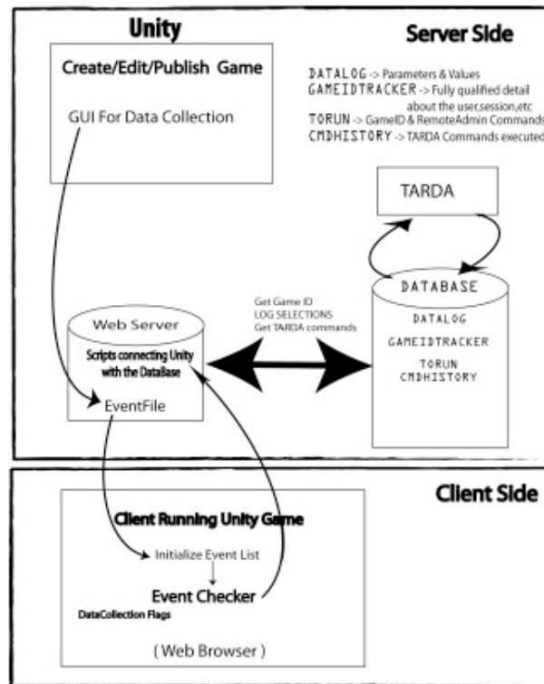 Unity
Create/Edit/Publish Game
GUI For Data Collection
Server Side
DATALOG -> Parameters & Values
GAMEIDTRACKER -> Fully qualified detail
about the user,session,etc
TORUN -> GameID & RemoteAdmin Commands
CMDHISTORY -> TARDA Commands executed
TARDA
DATABASE
DATALOG
GAMEIDTRACKER
TORUN
CMDHISTORY
Get Game ID
LOG SELECTIONS
Get TARDA commands
Web Server
Scripts connecting Unity
with the DataBase
EventFile
Client Side
Client Running Unity Game
Initialize Event List
Event Checker
DataCollection Flags
( Web Browser )